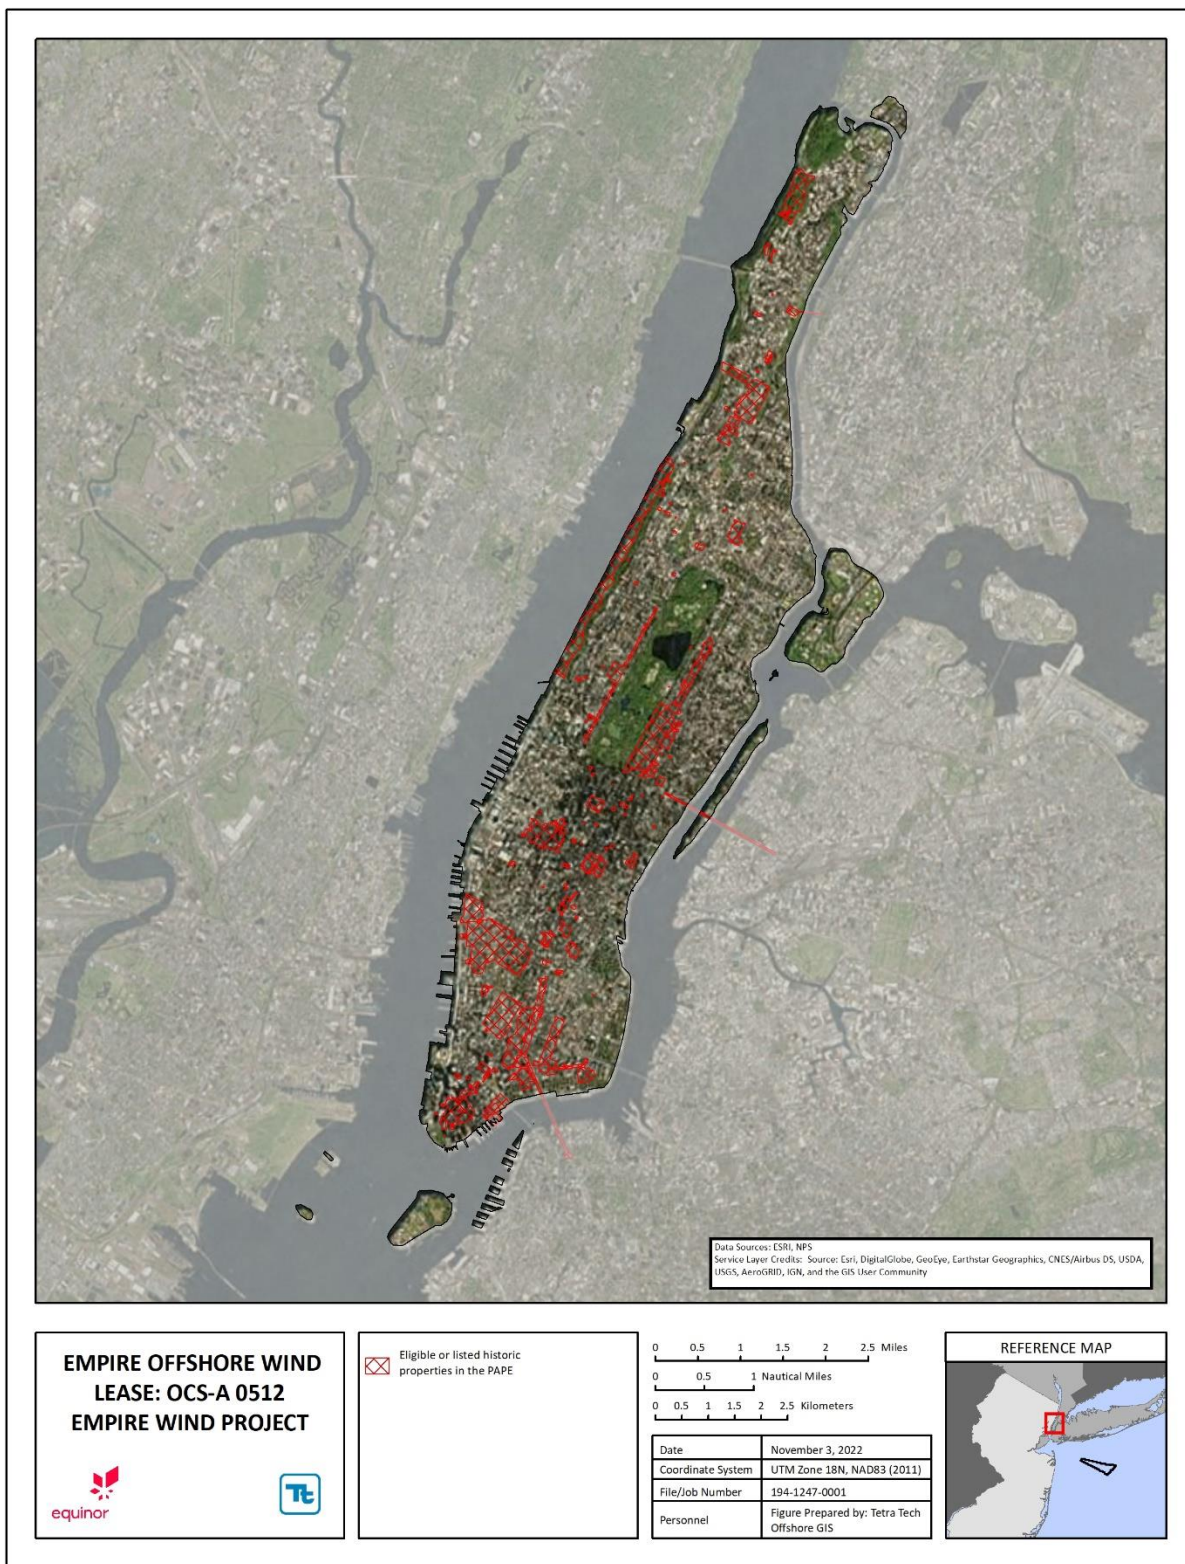 Data Sources: ESRI, NPS
Service Layer Credits: Source: Esri, DigitalGlobe, GeoEye, Earthstar Geographics, CNES/Airbus DS, USDA,
USGS, AeroGRID, IGN, and the GIS User Community
EMPIRE OFFSHORE WIND
LEASE: OCS-A 0512
EMPIRE WIND PROJECT
equinor
Tt
Eligible or listed historic
properties in the PAPE
0 0.5 1 1.5 2 2.5 Miles
0 0.5 1 Nautical Miles
0 0.5 1 1.5 2 2.5 Kilometers
Date November 3, 2022
Coordinate System UTM Zone 18N, NAD83 (2011)
File/Job Number 194-1247-0001
Personnel Figure Prepared by: Tetra Tech
Offshore GIS
REFERENCE MAP